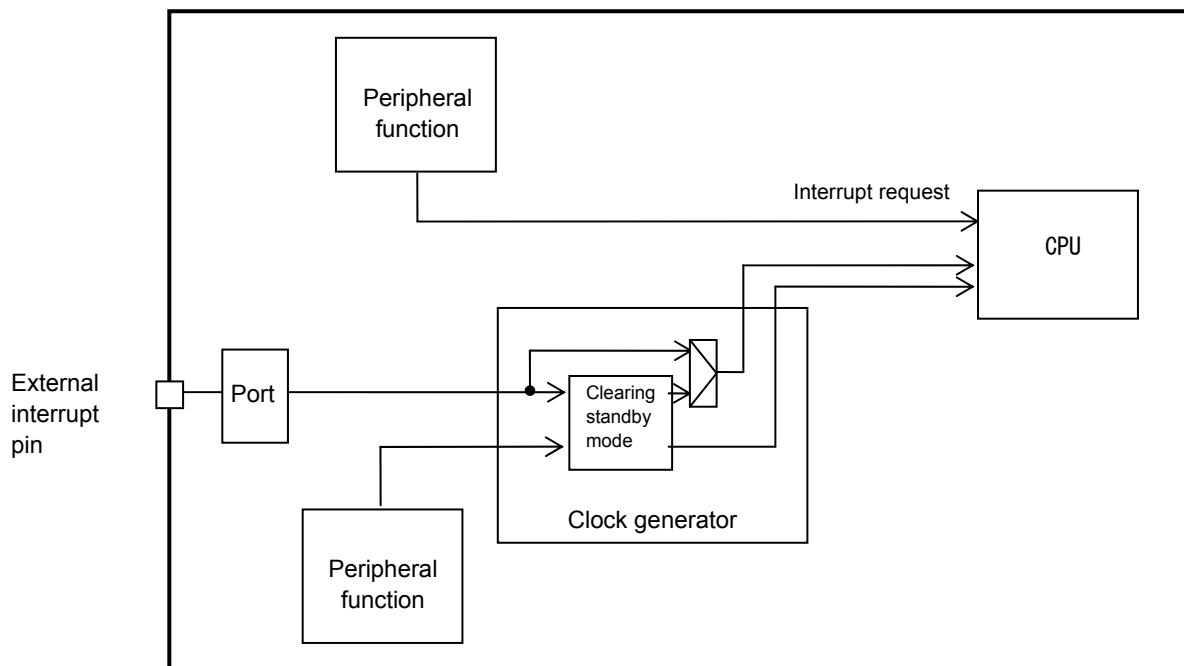 Peripheral
function
Interrupt request
CPU
External
interrupt
pin
Port
Clearing
standby
mode
Clock generator
Peripheral
function